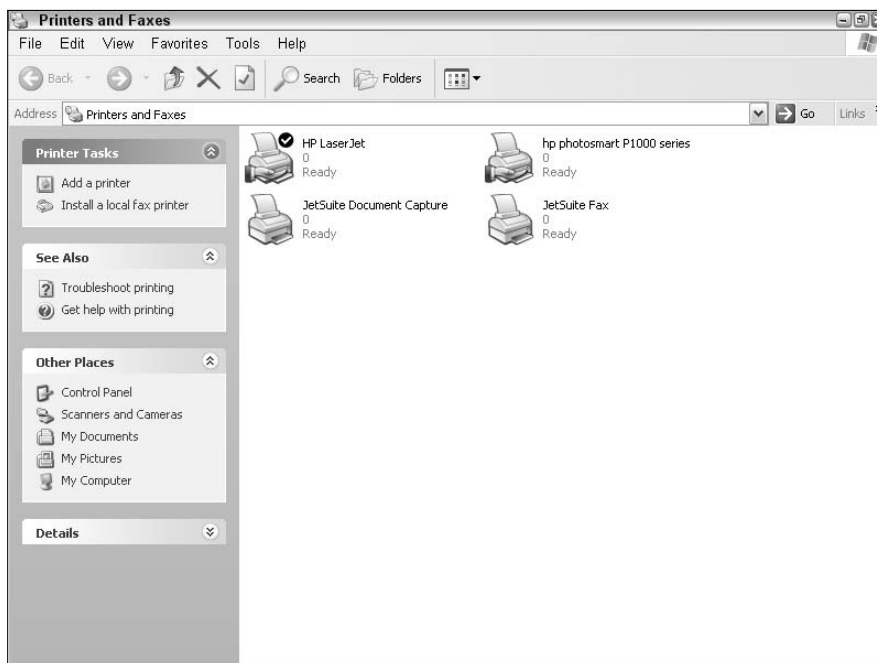 Printers and Faxes
File Edit View Favorites Tools Help
Back Search Folders
Address Printers and Faxes Go Links
Printer Tasks
Add a printer
Install a local fax printer
See Also
Troubleshoot printing
Get help with printing
Other Places
Control Panel
Scanners and Cameras
My Documents
My Pictures
My Computer
Details
HP LaserJet
0
Ready
hp photosmart P1000 series
0
Ready
JetSuite Document Capture
0
Ready
JetSuite Fax
0
Ready